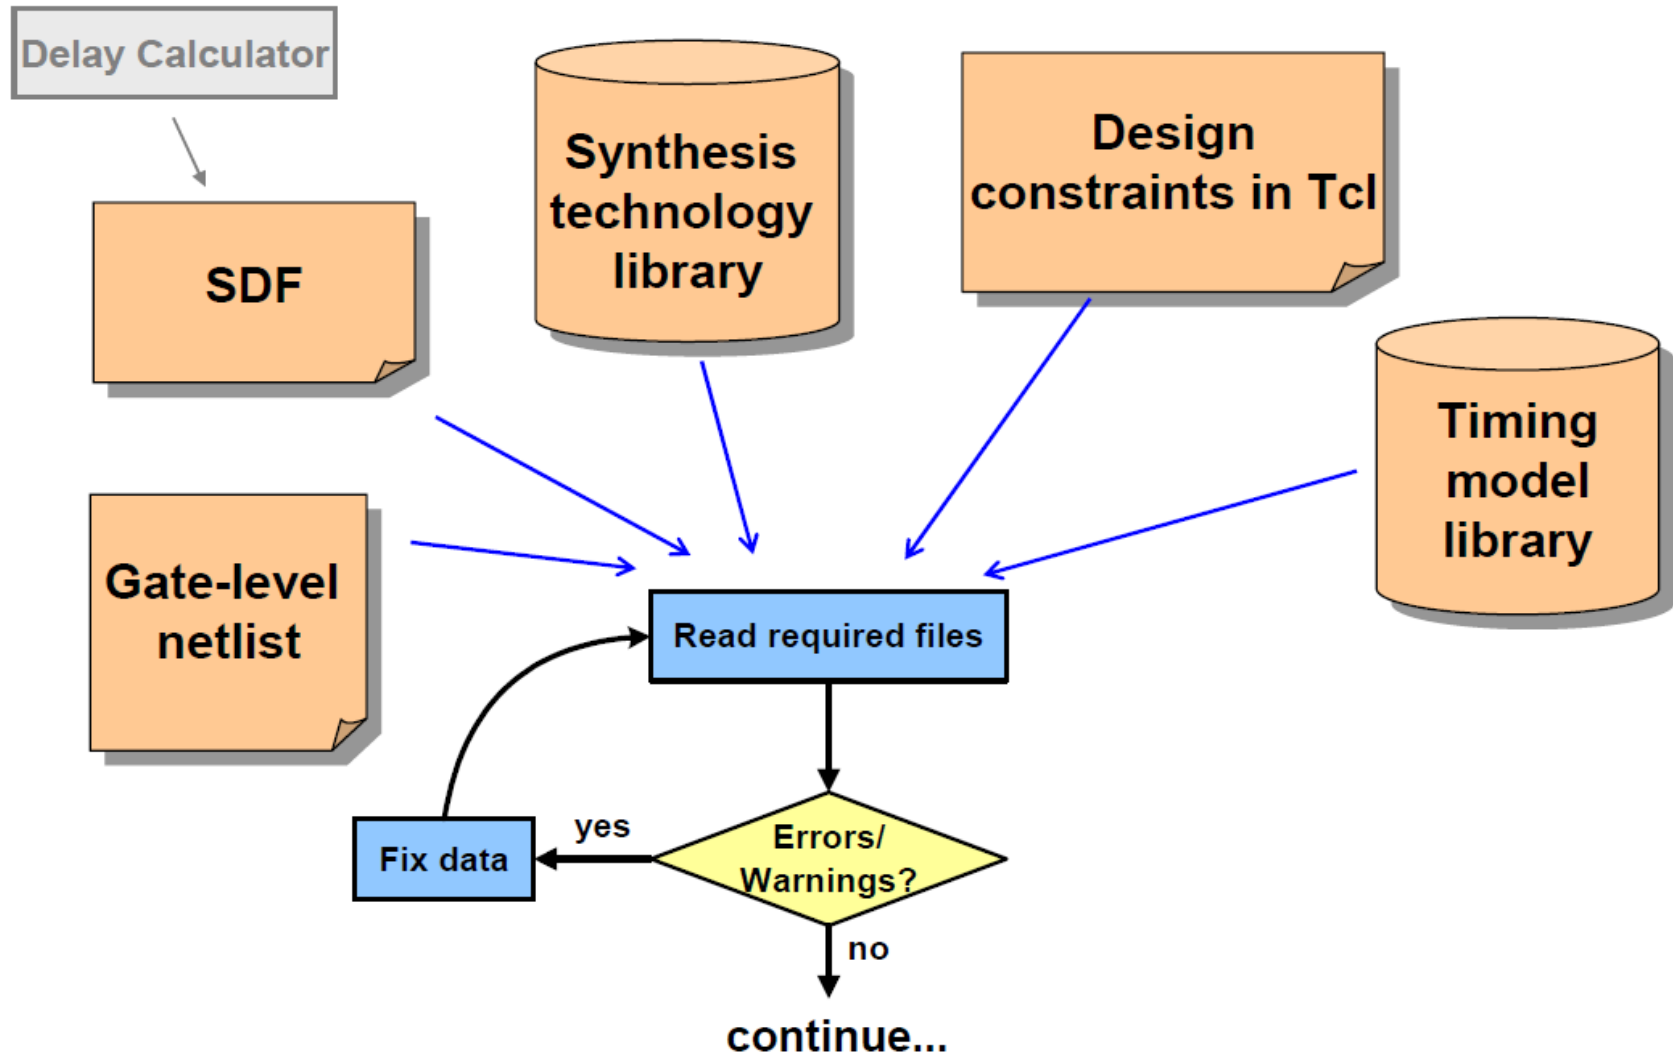 Delay Calculator
SDF
Synthesis
technology
library
Design
constraints in Tcl
Timing
model
library
Gate-level
netlist
Read required files
Errors/
Warnings?
yes
Fix data
no
continue...